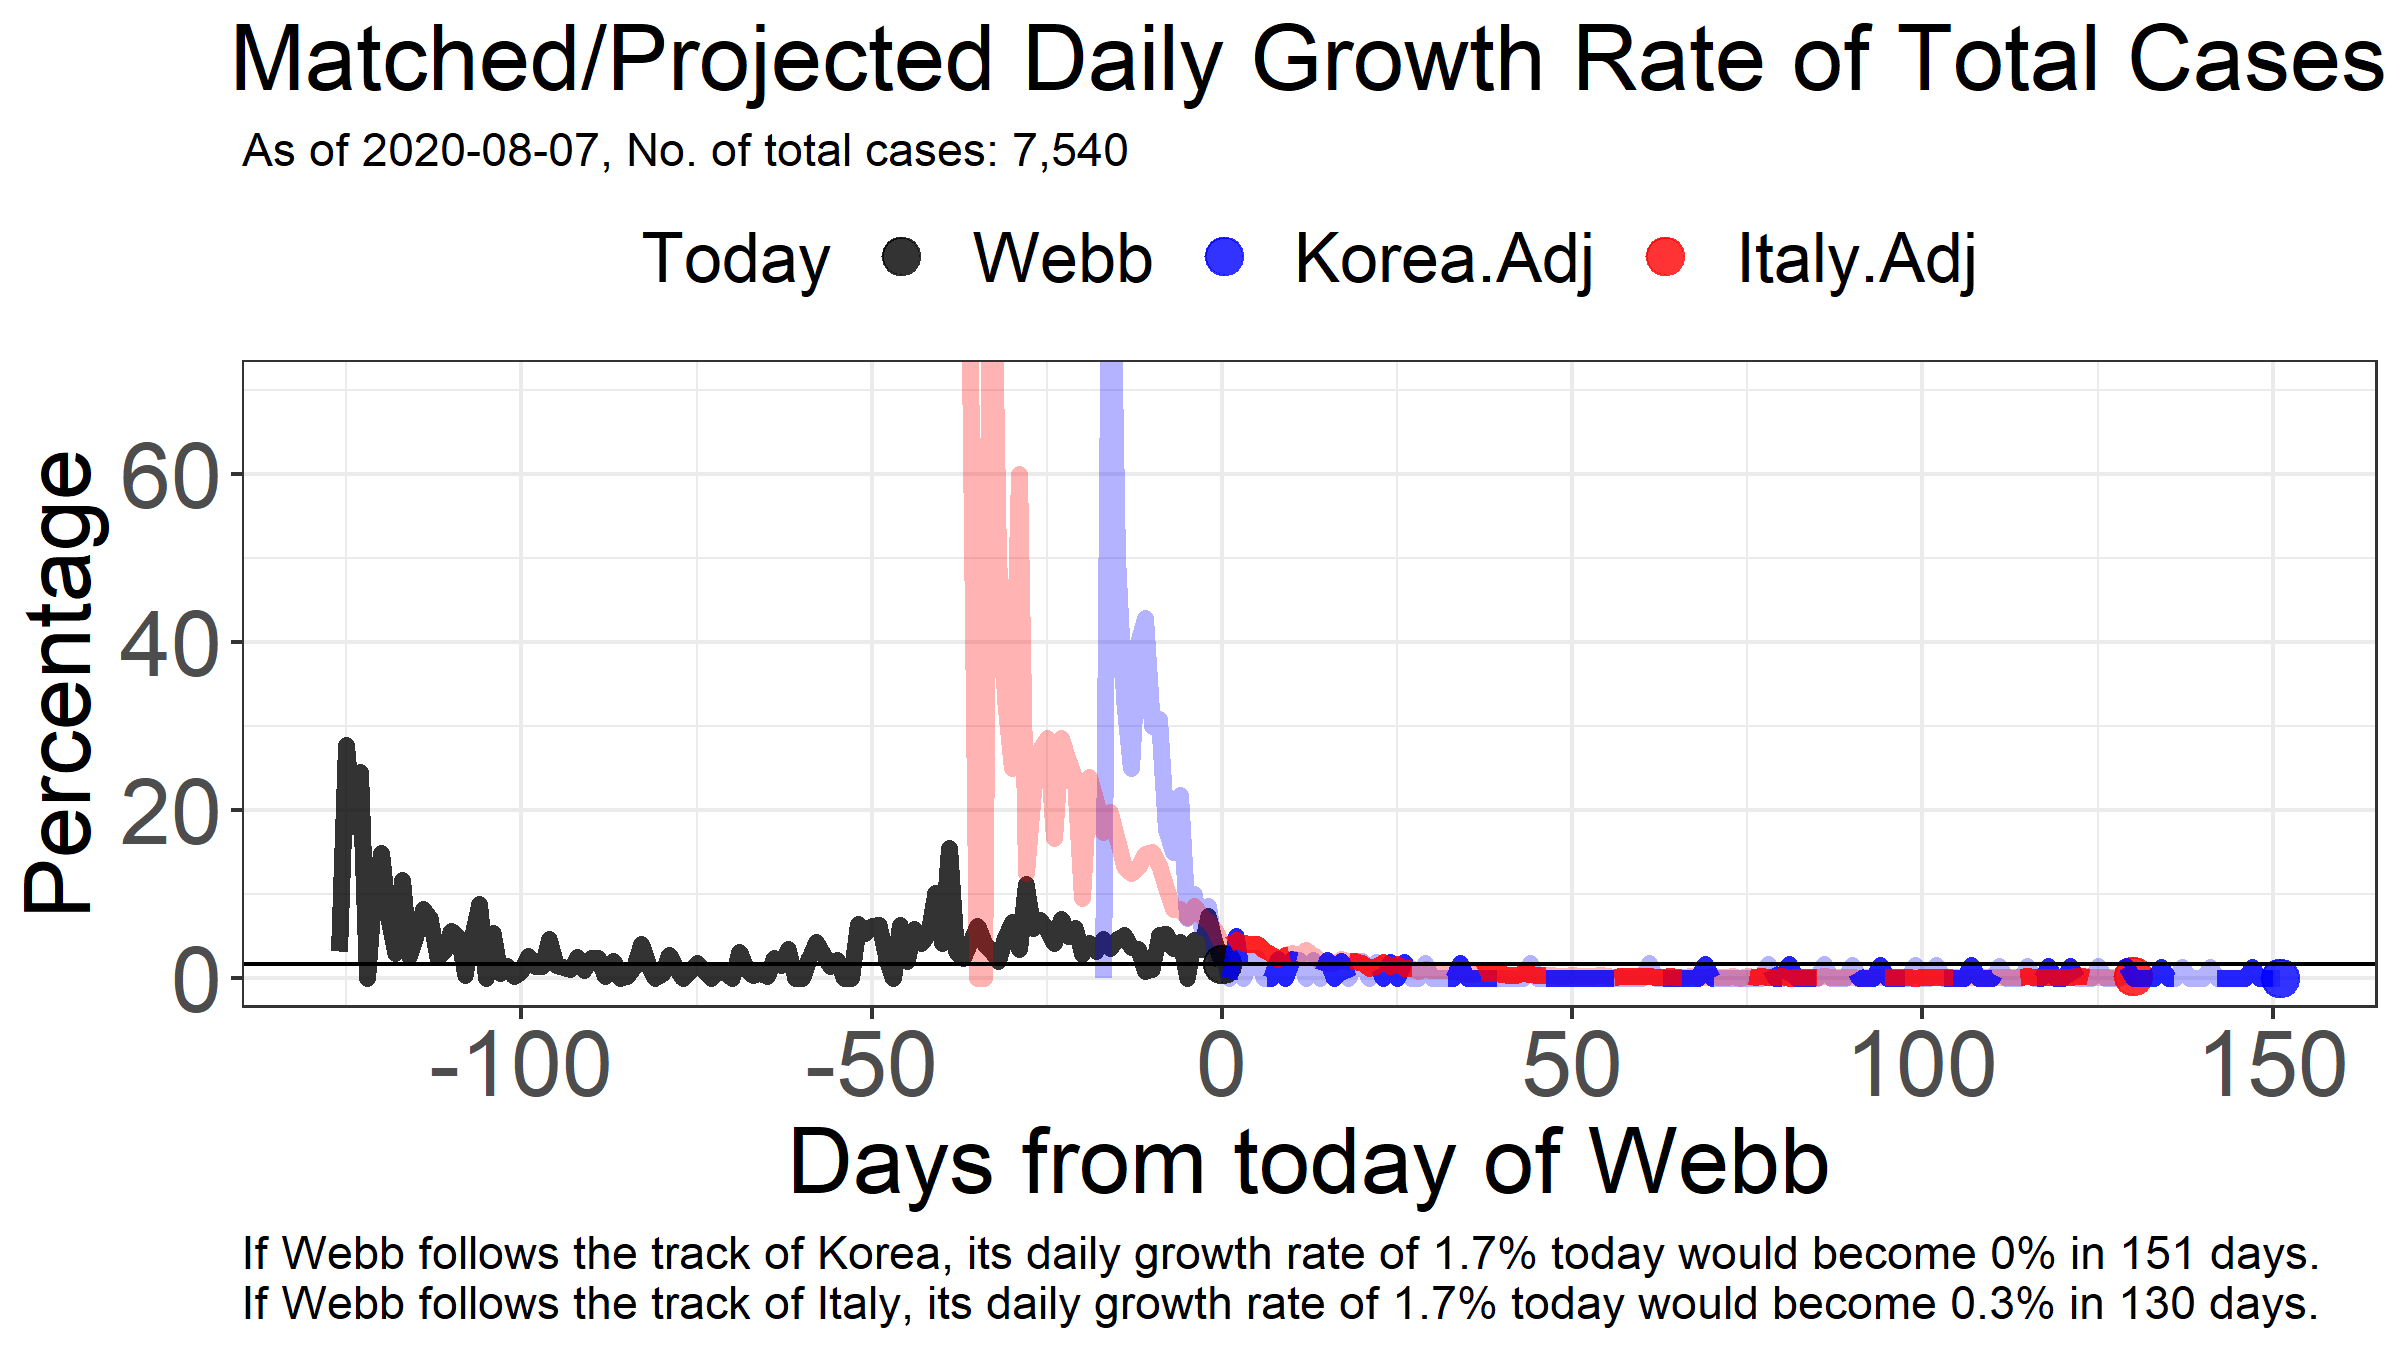 Matched/Projected Daily Growth Rate of Total Cases
As of 2020-08-07, No. of total cases: 7,540
Today Webb Korea.Adj Italy.Adj
Percentage
60
40
20
0
-100 -50 0 50 100 150
Days from today of Webb
If Webb follows the track of Korea, its daily growth rate of 1.7% today would become 0% in 151 days.
If Webb follows the track of Italy, its daily growth rate of 1.7% today would become 0.3% in 130 days.